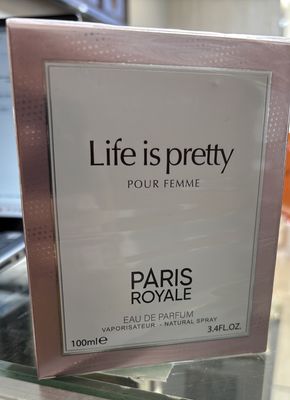 Life is pretty
POUR FEMME
PARIS
ROYALE
EAU DE PARFUM
VAPORISATEUR - NATURAL SPRAY
100ml℮ 3.4FL.OZ.